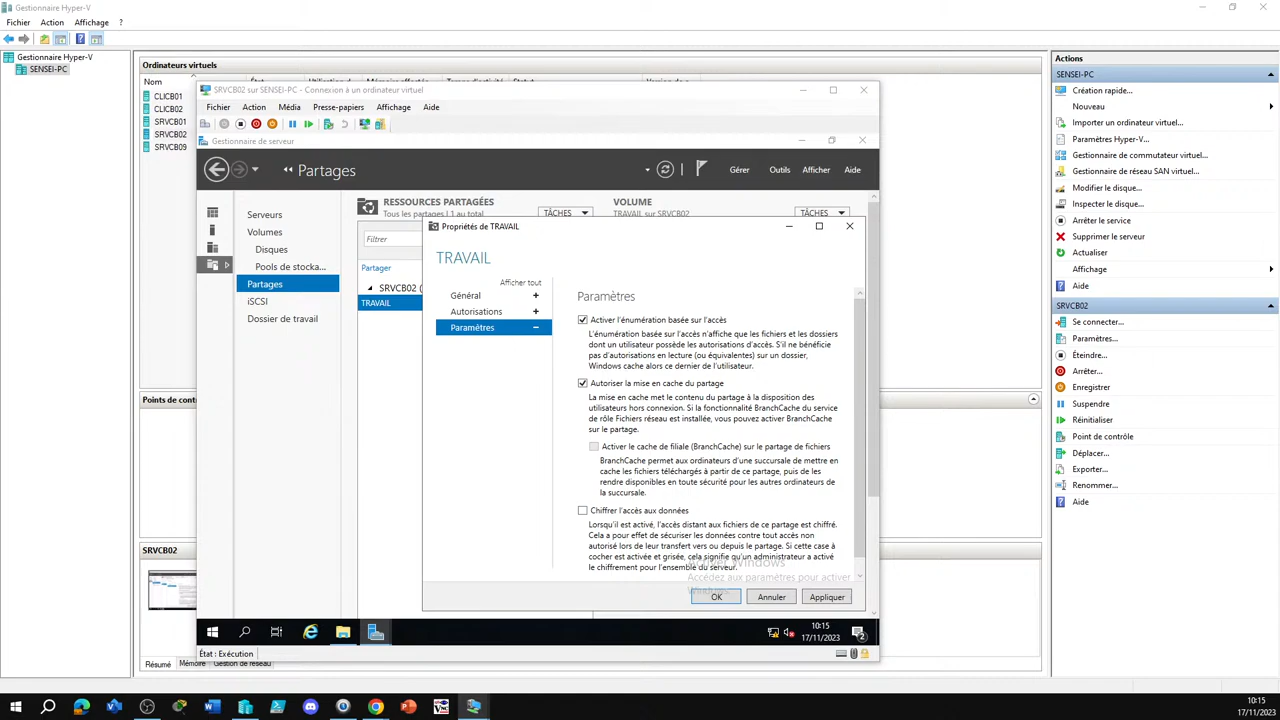 Gestionnaire Hyper-V
Fichier Action Affichage ?
Gestionnaire Hyper-V
SENSEI-PC
Ordinateurs virtuels
Nom
CLICB01
CLICB02
SRVCB01
SRVCB02
SRVCB09
SRVCB02 sur SENSEI-PC - Connexion à un ordinateur virtuel
Fichier Action Média Presse-papiers Affichage Aide
Gestionnaire de serveur
Partages
Gérer Outils Afficher Aide
Serveurs
Volumes
Disques
Pools de stocka...
Partages
iSCSI
Dossier de travail
RESSOURCES PARTAGÉES
Tous les partages | 1 au total
TÂCHES
VOLUME
TRAVAIL sur SRVCB02
TÂCHES
Filtrer
Partager
SRVCB02 (
TRAVAIL
Propriétés de TRAVAIL
TRAVAIL
Afficher tout
Général +
Autorisations +
Paramètres −
Paramètres
Activer l'énumération basée sur l'accès
L'énumération basée sur l'accès n'affiche que les fichiers et les dossiers
dont un utilisateur possède les autorisations d'accès. S'il ne bénéficie
pas d'autorisations en lecture (ou équivalentes) sur un dossier,
Windows cache alors ce dernier de l'utilisateur.
Autoriser la mise en cache du partage
La mise en cache met le contenu du partage à la disposition des
utilisateurs hors connexion. Si la fonctionnalité BranchCache du service
de rôle Fichiers réseau est installée, vous pouvez activer BranchCache
sur le partage.
Activer le cache de filiale (BranchCache) sur le partage de fichiers
BranchCache permet aux ordinateurs d'une succursale de mettre en
cache les fichiers téléchargés à partir de ce partage, puis de les
rendre disponibles en toute sécurité pour les autres ordinateurs de
la succursale.
Chiffrer l'accès aux données
Lorsqu'il est activé, l'accès distant aux fichiers de ce partage est chiffré.
Cela a pour effet de sécuriser les données contre tout accès non
autorisé lors de leur transfert vers ou depuis le partage. Si cette case à
cocher est activée et grisée, cela signifie qu'un administrateur a activé
le chiffrement pour l'ensemble du serveur.
Activer Windows
Accédez aux paramètres pour activer
Windows.
OK Annuler Appliquer
10:15
17/11/2023
2
État : Exécution
Points de cont
SRVCB02
Résumé Mémoire Gestion de réseau
Actions
SENSEI-PC
Création rapide...
Nouveau
Importer un ordinateur virtuel...
Paramètres Hyper-V...
Gestionnaire de commutateur virtuel...
Gestionnaire de réseau SAN virtuel...
Modifier le disque...
Inspecter le disque...
Arrêter le service
Supprimer le serveur
Actualiser
Affichage
Aide
SRVCB02
Se connecter...
Paramètres...
Éteindre...
Arrêter...
Enregistrer
Suspendre
Réinitialiser
Point de contrôle
Déplacer...
Exporter...
Renommer...
Aide
10:15
17/11/2023